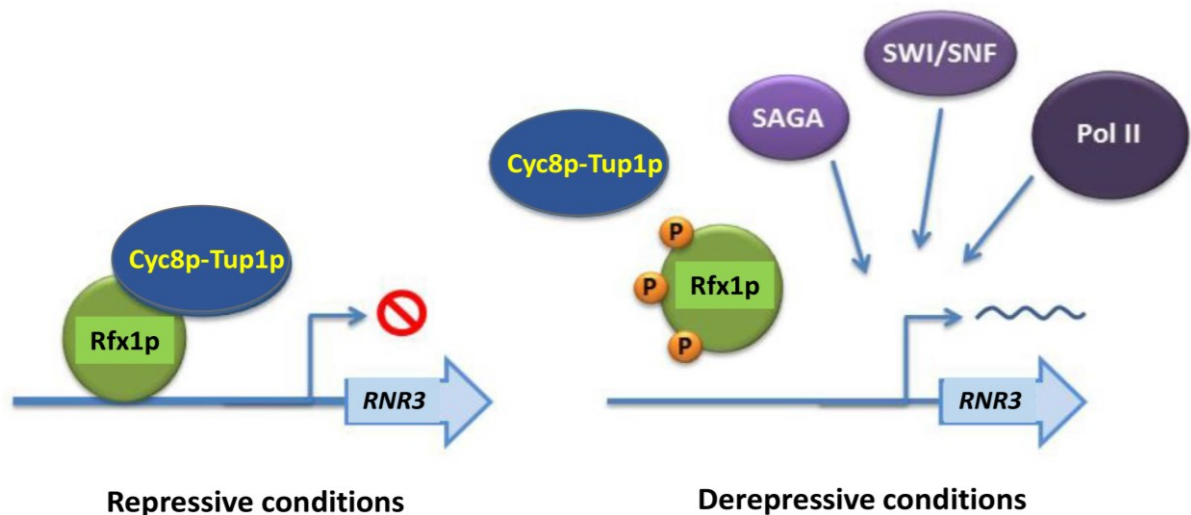 Cyc8p-Tup1p
Rfx1p
RNR3
Repressive conditions
Cyc8p-Tup1p
SAGA
SWI/SNF
Pol II
P
P
P
Rfx1p
RNR3
Derepressive conditions